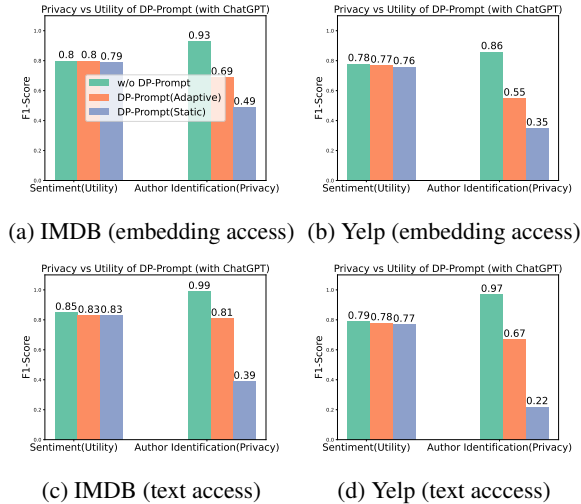 Privacy vs Utility of DP-Prompt (with ChatGPT)
F1-Score
1.0
0.8
0.6
0.4
0.2
0.0
0.8 0.8 0.79
0.93
0.69
0.49
w/o DP-Prompt
DP-Prompt(Adaptive)
DP-Prompt(Static)
Sentiment(Utility) Author Identification(Privacy)
(a) IMDB (embedding access)
Privacy vs Utility of DP-Prompt (with ChatGPT)
F1-Score
1.0
0.8
0.6
0.4
0.2
0.0
0.78 0.77 0.76
0.86
0.55
0.35
Sentiment(Utility) Author Identification(Privacy)
(b) Yelp (embedding access)
Privacy vs Utility of DP-Prompt (with ChatGPT)
F1-Score
1.0
0.8
0.6
0.4
0.2
0.0
0.85 0.83 0.83
0.99
0.81
0.39
Sentiment(Utility) Author Identification(Privacy)
(c) IMDB (text access)
Privacy vs Utility of DP-Prompt (with ChatGPT)
F1-Score
1.0
0.8
0.6
0.4
0.2
0.0
0.79 0.78 0.77
0.97
0.67
0.22
Sentiment(Utility) Author Identification(Privacy)
(d) Yelp (text acccess)